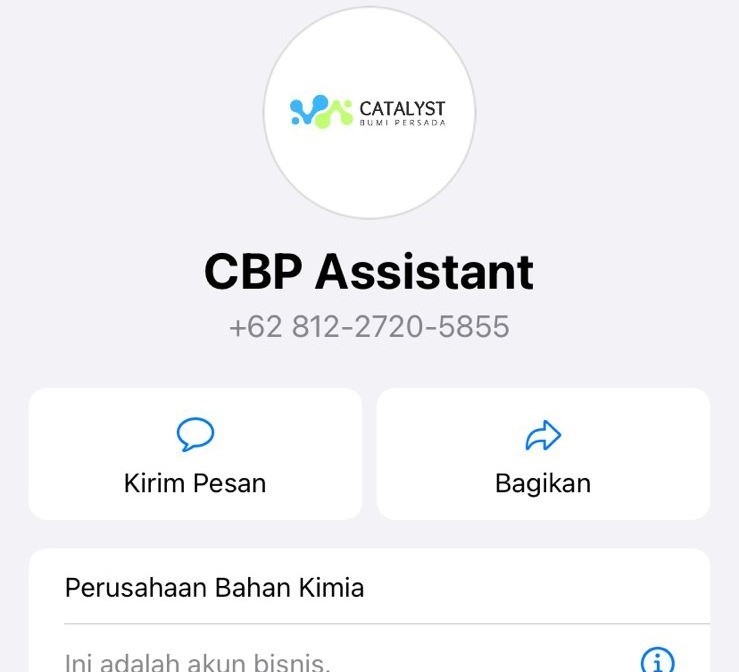 CATALYST
BUMI PERSADA
CBP Assistant
+62 812-2720-5855
Kirim Pesan
Bagikan
Perusahaan Bahan Kimia
Ini adalah akun bisnis.